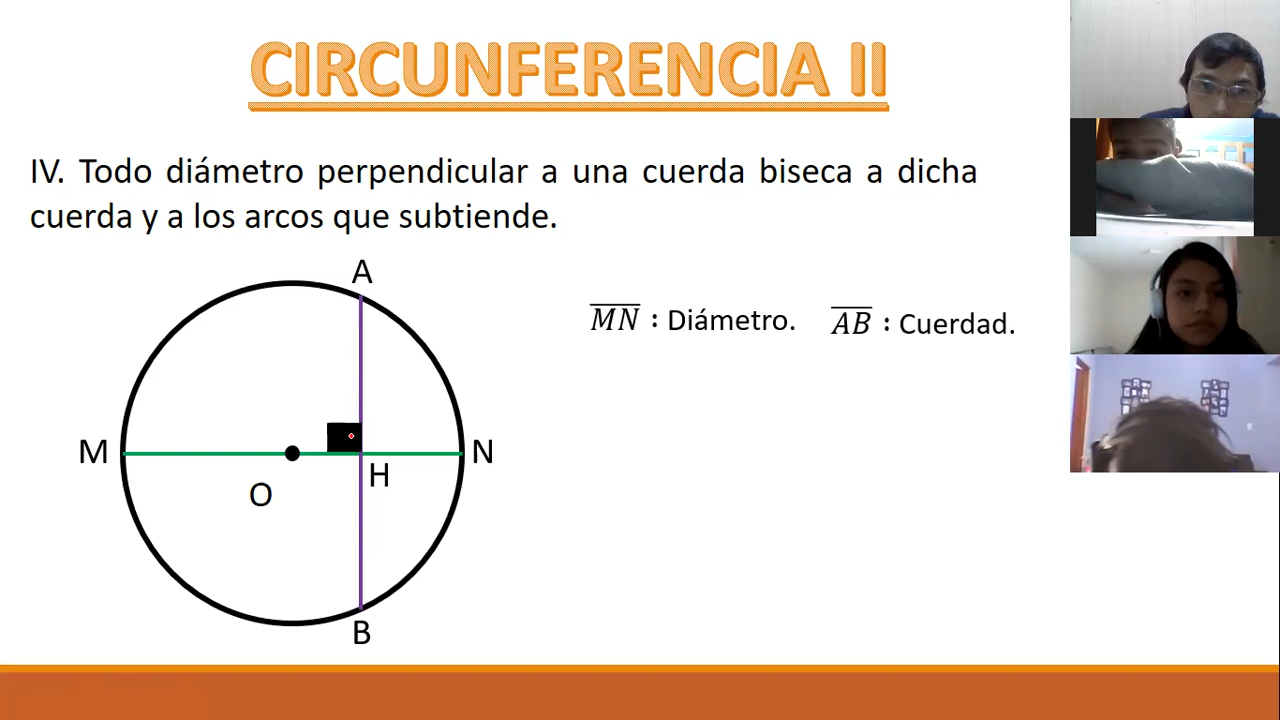 CIRCUNFERENCIA II
IV. Todo diámetro perpendicular a una cuerda biseca a dicha
cuerda y a los arcos que subtiende.
A
MN : Diámetro. AB : Cuerdad.
M
N
H
O
B